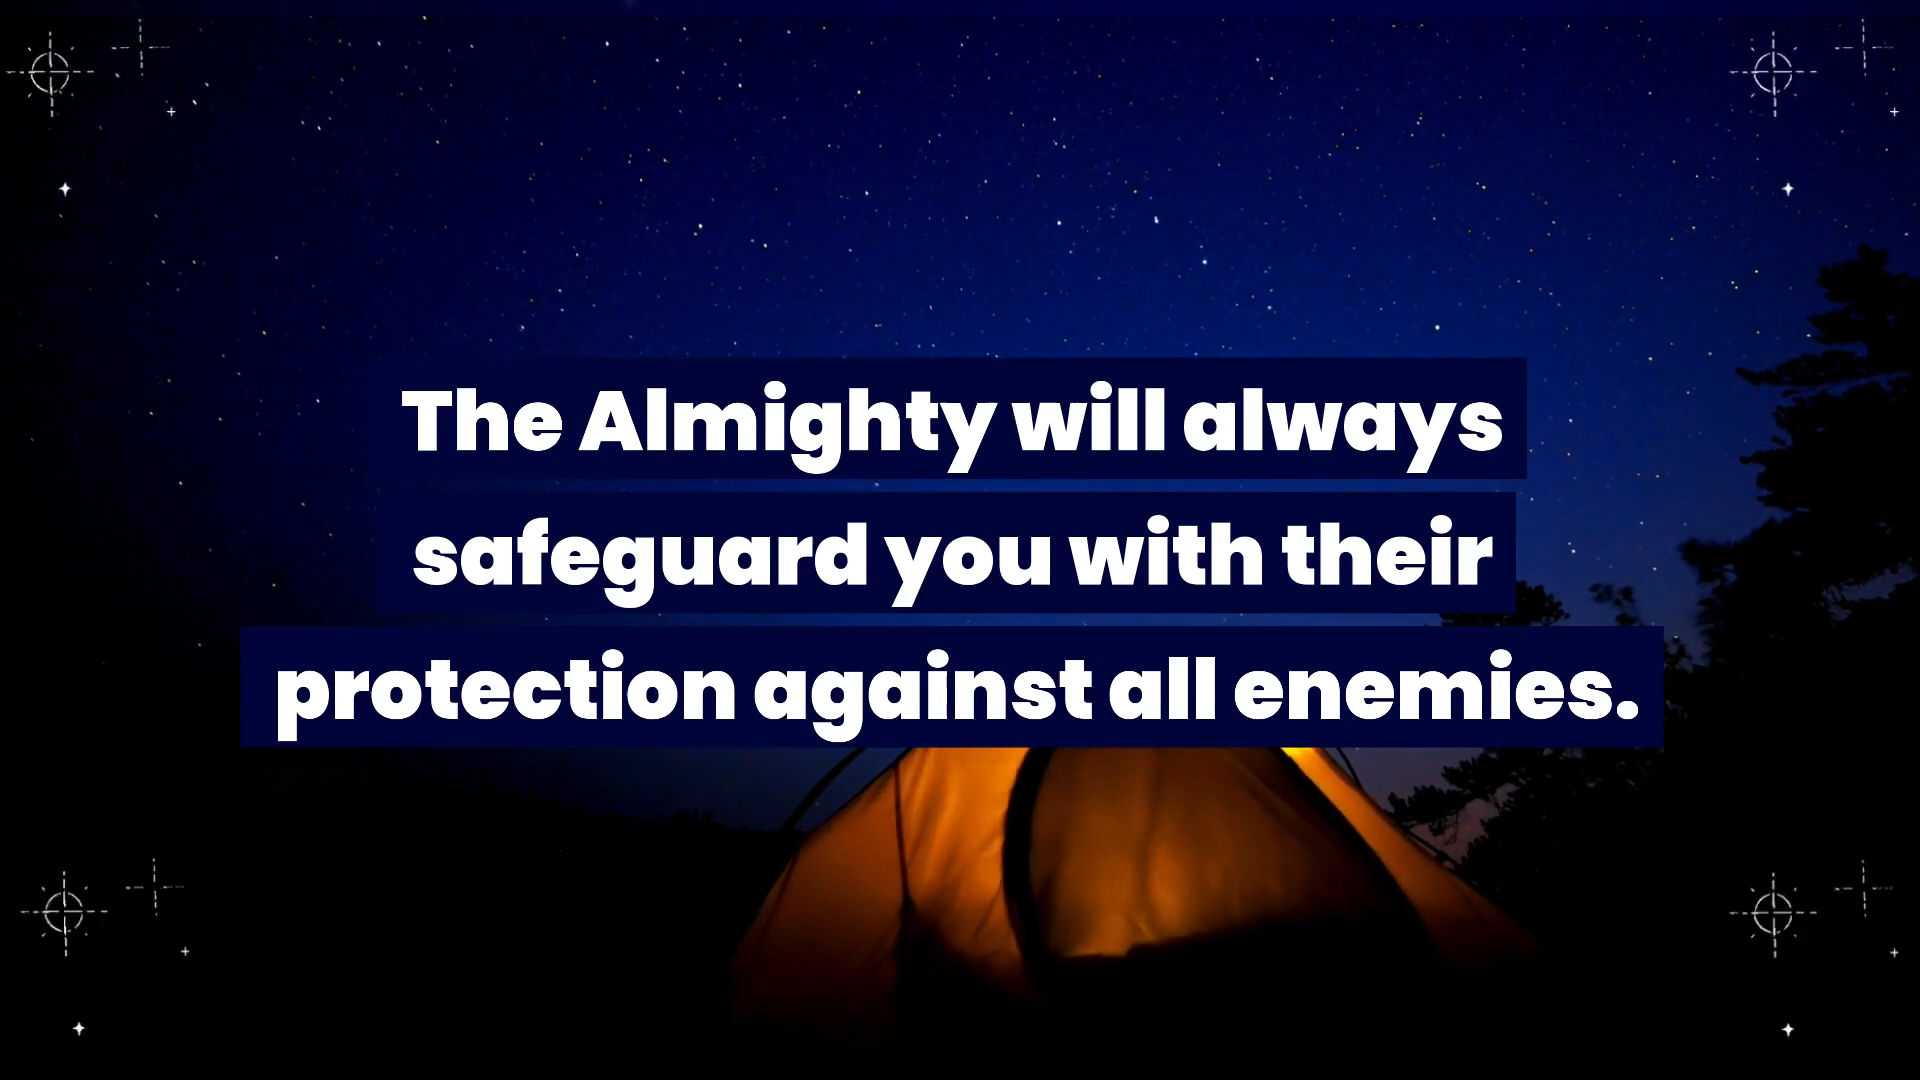 The Almighty will always
safeguard you with their
protection against all enemies.